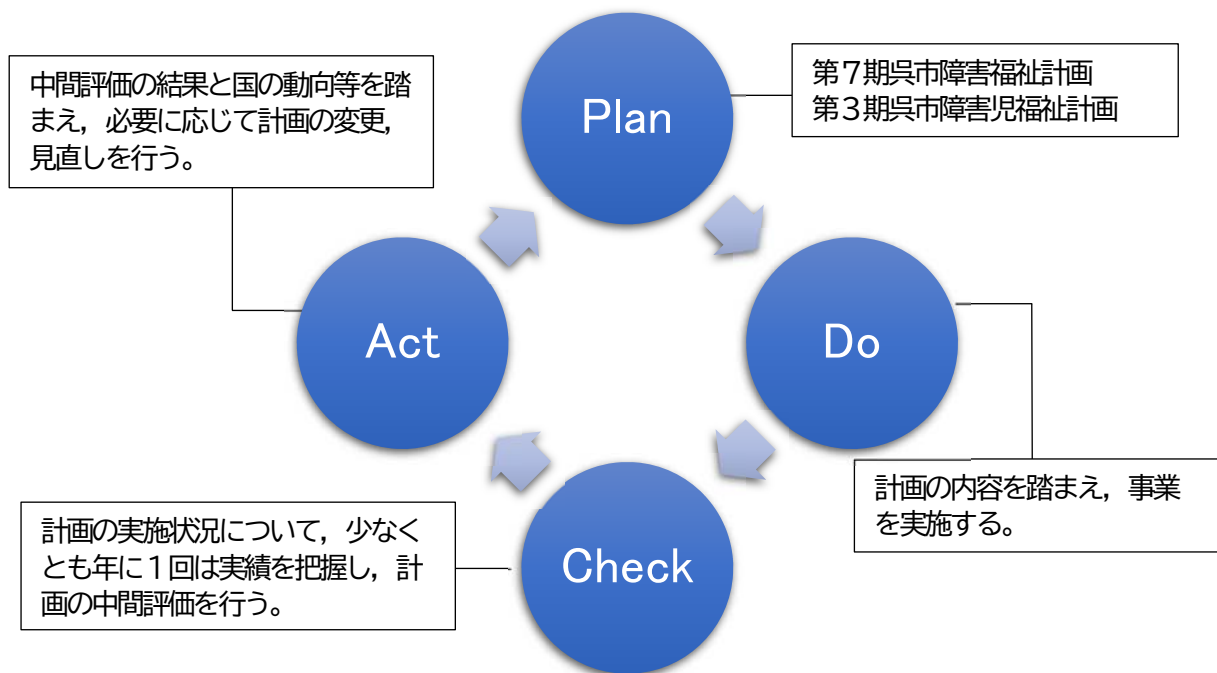 Plan
第７期呉市障害福祉計画
第３期呉市障害児福祉計画
Do
計画の内容を踏まえ，事業
を実施する。
Check
計画の実施状況について，少なく
とも年に１回は実績を把握し，計
画の中間評価を行う。
Act
中間評価の結果と国の動向等を踏
まえ，必要に応じて計画の変更，
見直しを行う。